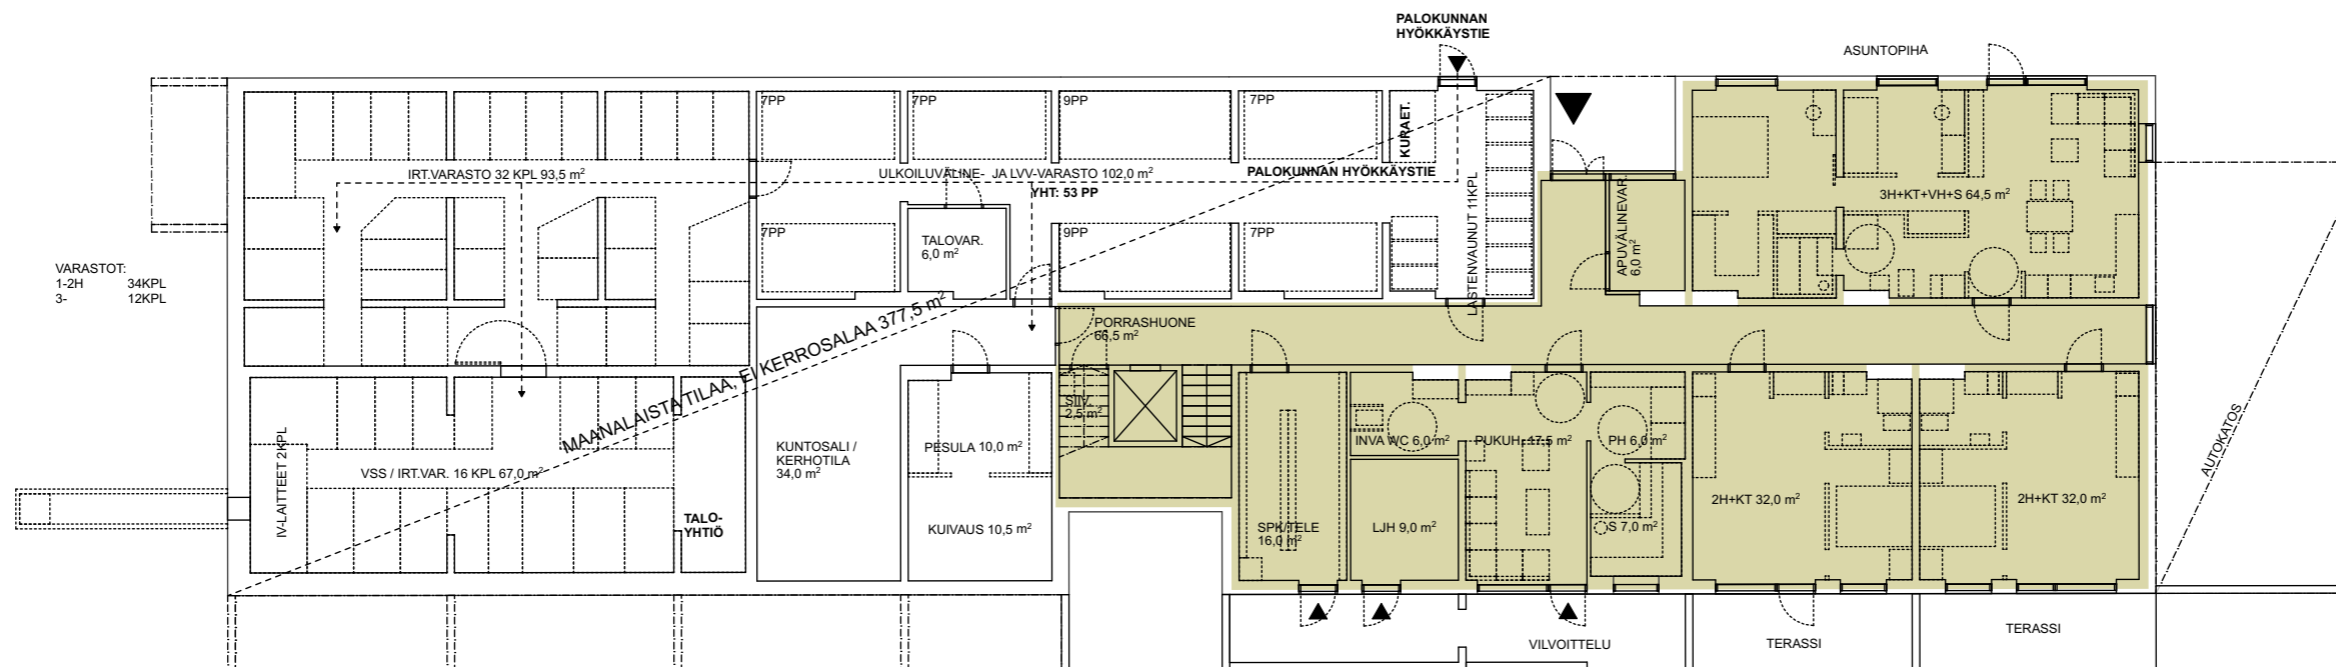 PALOKUNNAN
HYÖKKÄYSTIE
ASUNTOPIHA
7PP
7PP
9PP
7PP
KURAET.
IRT.VARASTO 32 KPL 93,5 m²
ULKOILUVÄLINE- JA LVV-VARASTO 102,0 m²
YHT: 53 PP
PALOKUNNAN HYÖKKÄYSTIE
LASTENVAUNUT 11KPL
APUVÄLINEVAR.
6,0 m²
3H+KT+VH+S 64,5 m²
7PP
TALOVAR.
6,0 m²
9PP
7PP
VARASTOT:
1-2H 34KPL
3- 12KPL
MAANALAISTA TILAA, EI KERROSALAA 377,5 m²
PORRASHUONE
66,5 m²
SIIV.
2,5 m²
IV-LAITTEET 2KPL
VSS / IRT.VAR. 16 KPL 67,0 m²
TALO-
YHTIÖ
KUNTOSALI /
KERHOTILA
34,0 m²
PESULA 10,0 m²
KUIVAUS 10,5 m²
INVA WC 6,0 m²
PUKUH. 17,5 m²
PH 6,0 m²
SPK/TELE
16,0 m²
LJH 9,0 m²
S 7,0 m²
2H+KT 32,0 m²
2H+KT 32,0 m²
AUTOKATOS
VILVOITTELU
TERASSI
TERASSI